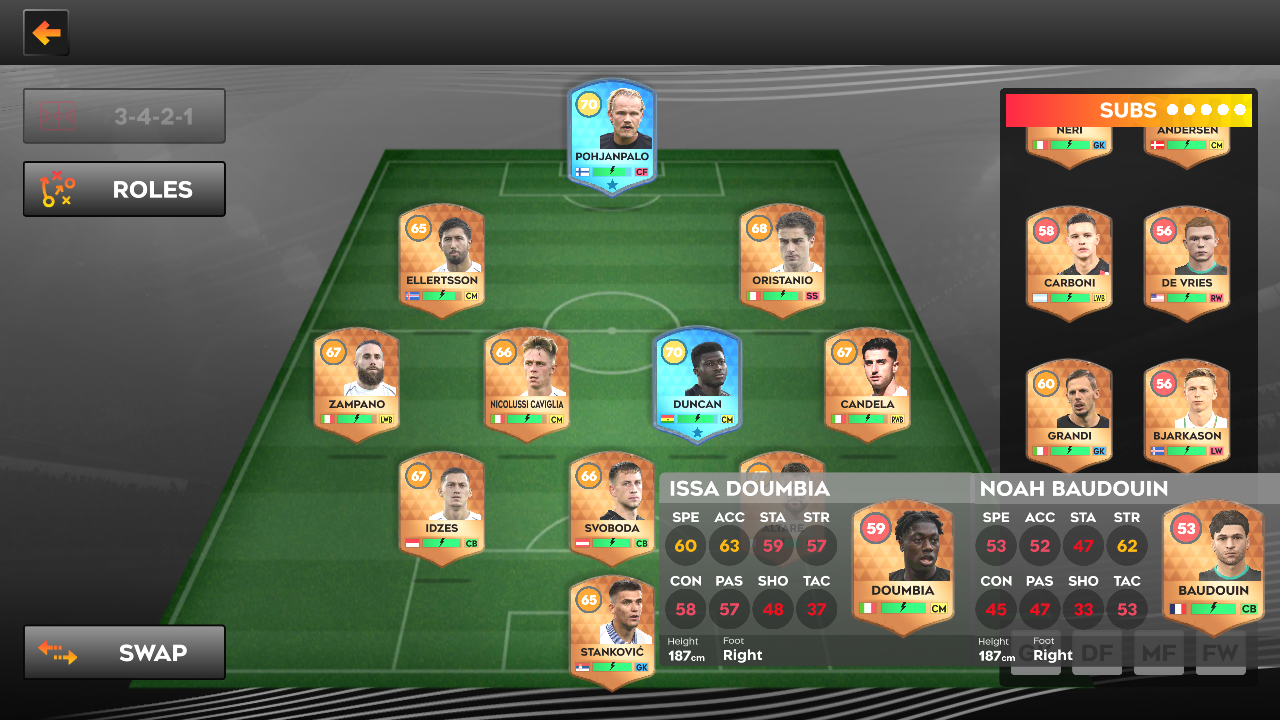 3-4-2-1
ROLES
SWAP
70
POHJANPALO
CF
65
ELLERTSSON
CM
68
ORISTANIO
SS
67
ZAMPANO
LWB
66
NICOLUSSI CAVIGLIA
CM
70
DUNCAN
CM
67
CANDELA
RWB
67
IDZES
CB
66
SVOBODA
CB
65
STANKOVIĆ
GK
SUBS
NERI
GK
ANDERSEN
CM
58
CARBONI
LWB
56
DE VRIES
RW
60
GRANDI
GK
56
BJARKASON
LW
ISSA DOUMBIA
SPE ACC STA STR
60 63 59 57
CON PAS SHO TAC
58 57 48 37
Height Foot
187cm Right
59
DOUMBIA
CM
NOAH BAUDOUIN
SPE ACC STA STR
53 52 47 62
CON PAS SHO TAC
45 47 33 53
Height Foot
187cm Right
53
BAUDOUIN
CB
DF MF FW